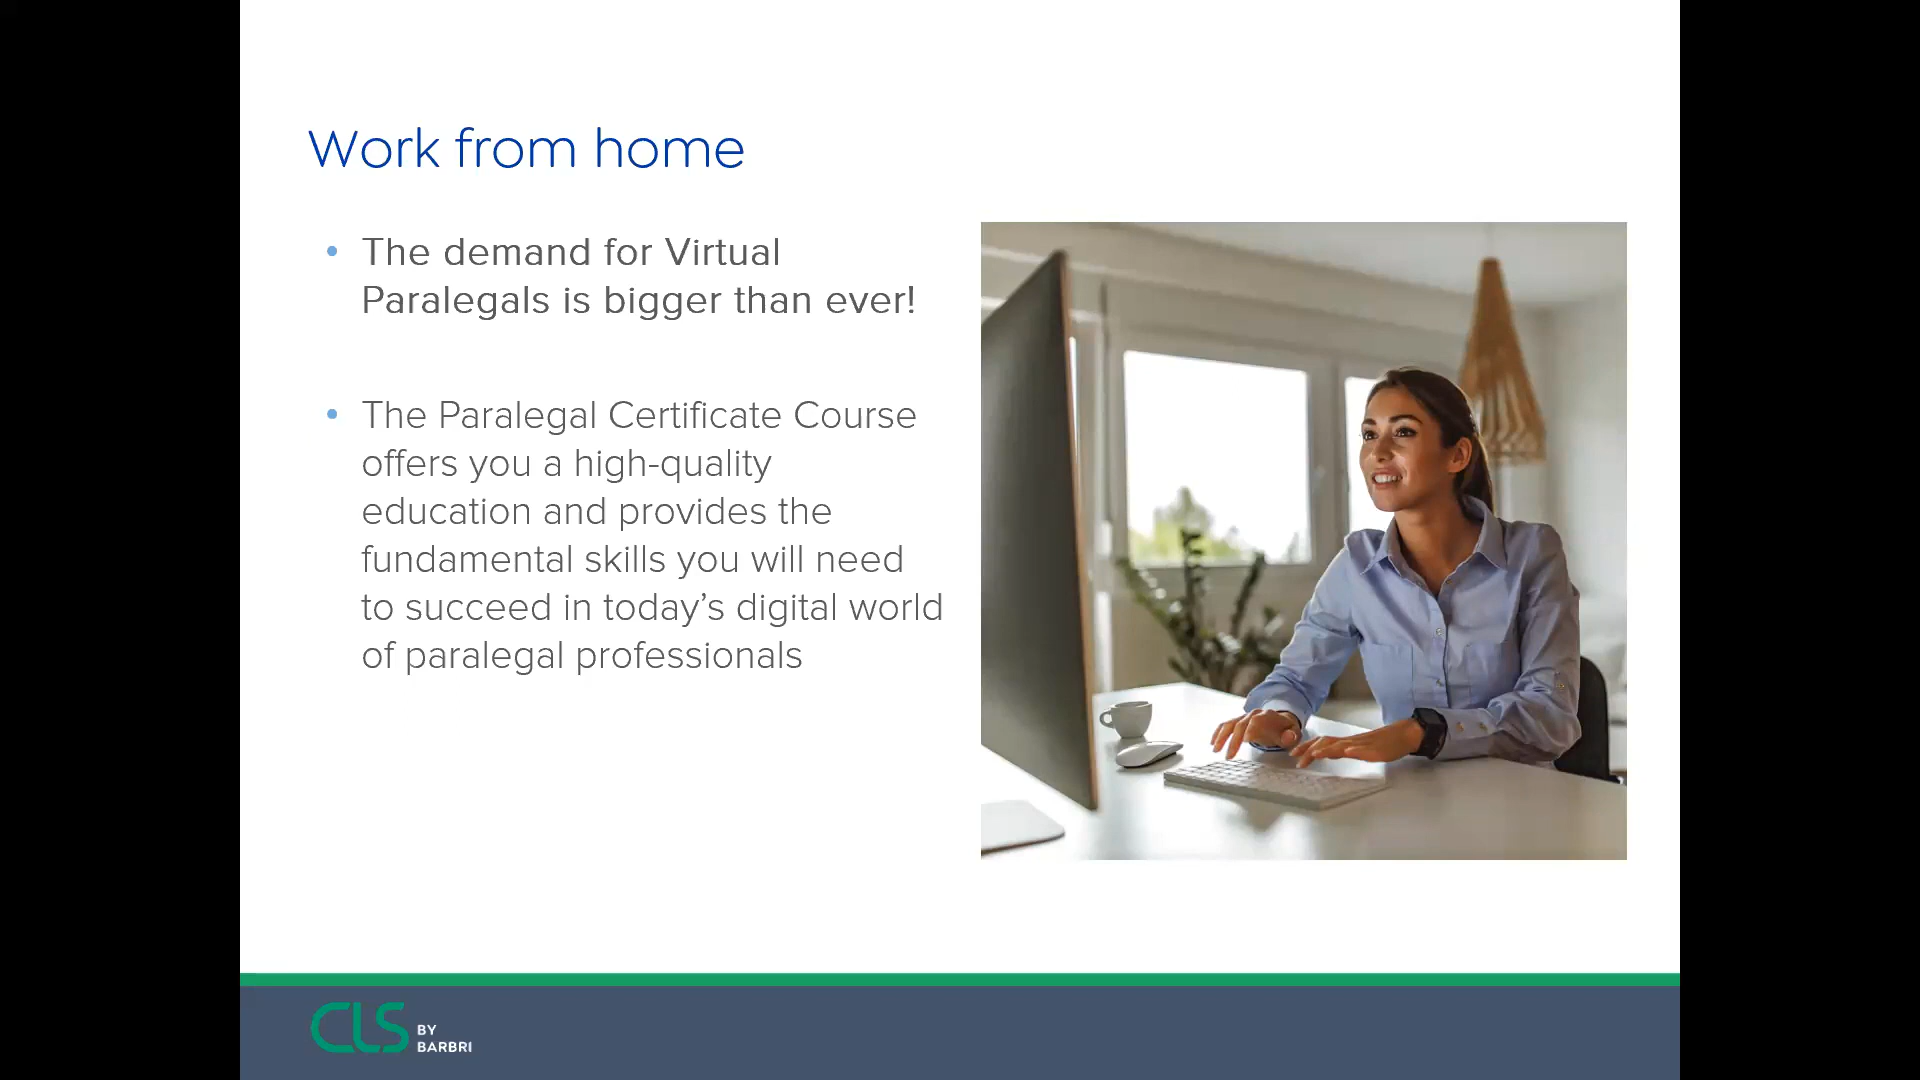 Work from home
• The demand for Virtual
Paralegals is bigger than ever!
• The Paralegal Certificate Course
offers you a high-quality
education and provides the
fundamental skills you will need
to succeed in today’s digital world
of paralegal professionals
CLS BY
BARBRI